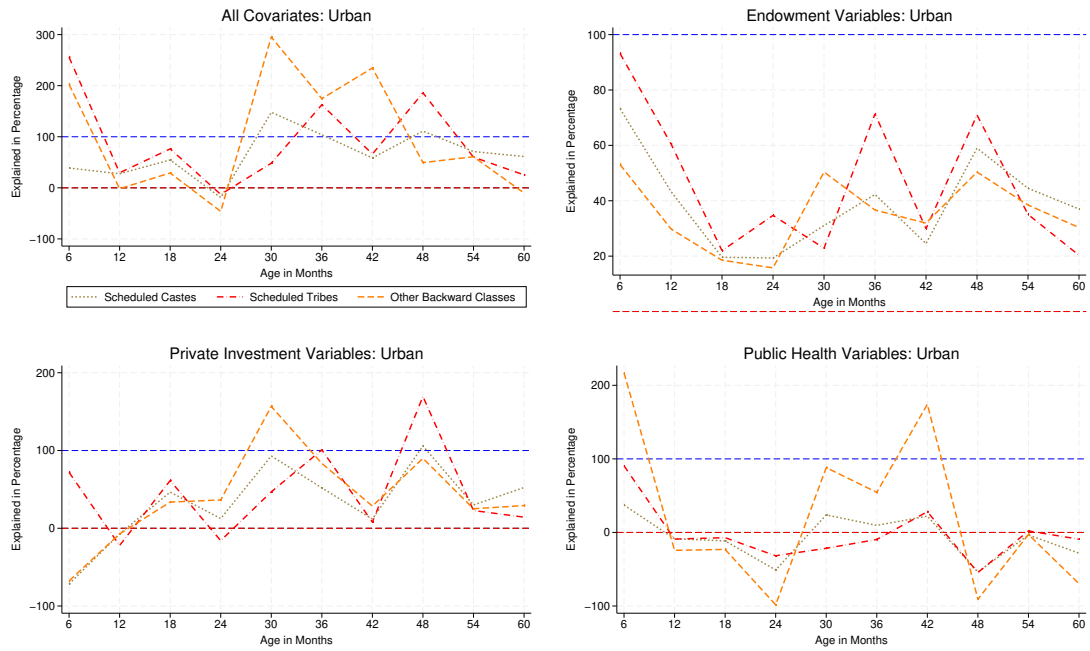 All Covariates: Urban
300
200
100
0
−100
Explained in Percentage
6 12 18 24 30 36 42 48 54 60
Age in Months
Scheduled Castes Scheduled Tribes Other Backward Classes
Endowment Variables: Urban
100
80
60
40
20
Explained in Percentage
6 12 18 24 30 36 42 48 54 60
Age in Months
Private Investment Variables: Urban
200
100
0
−100
Explained in Percentage
6 12 18 24 30 36 42 48 54 60
Age in Months
Public Health Variables: Urban
200
100
0
−100
Explained in Percentage
6 12 18 24 30 36 42 48 54 60
Age in Months